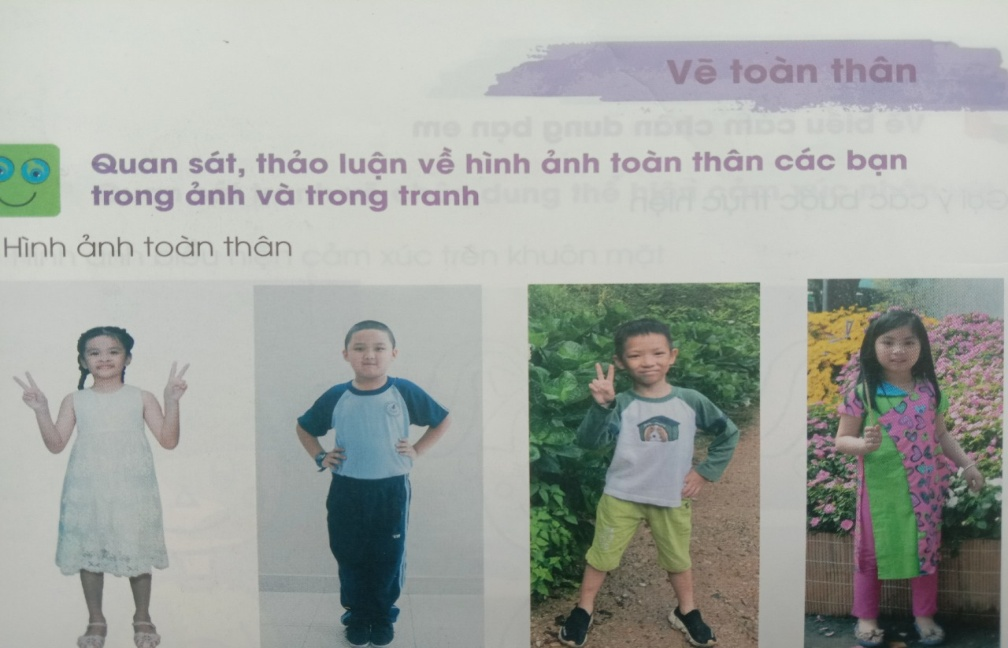 Vẽ toàn thân
Quan sát, thảo luận về hình ảnh toàn thân các bạn
trong ảnh và trong tranh
Hình ảnh toàn thân